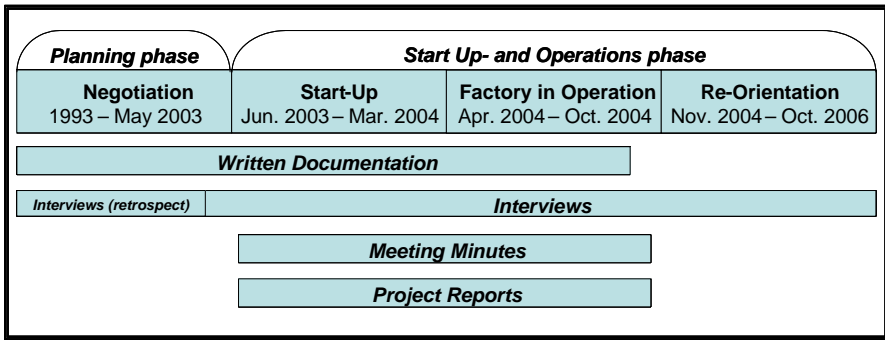 Planning phase
Start Up- and Operations phase
Negotiation
1993 – May 2003
Start-Up
Jun. 2003 – Mar. 2004
Factory in Operation
Apr. 2004 – Oct. 2004
Re-Orientation
Nov. 2004 – Oct. 2006
Written Documentation
Interviews (retrospect)
Interviews
Meeting Minutes
Project Reports